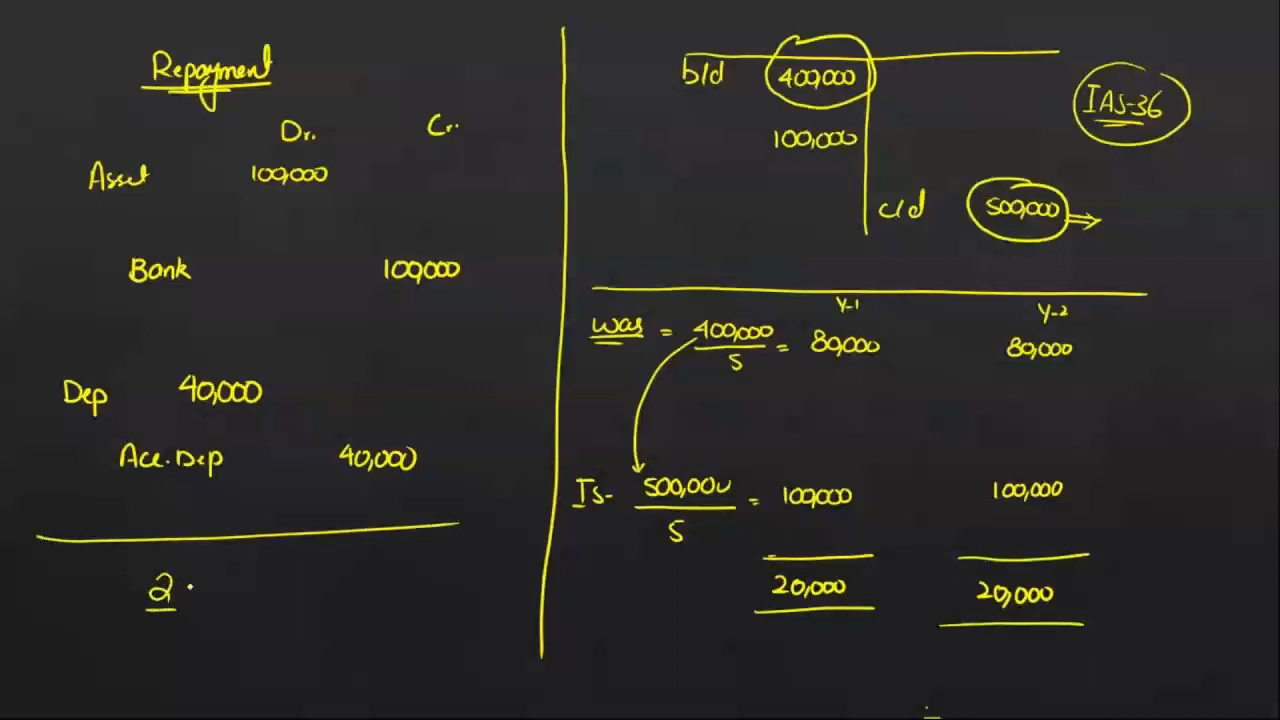 Repayment
Dr. Cr.
Asset 100,000
Bank 100,000
Dep 40,000
Acc. Dep 40,000
2
b/d 400,000
100,000
IAS-36
c/d 500,000
Y-1 Y-2
Was = 400,000 / 5 = 80,000 80,000
Is- 500,000 / 5 = 100,000 100,000
20,000 20,000